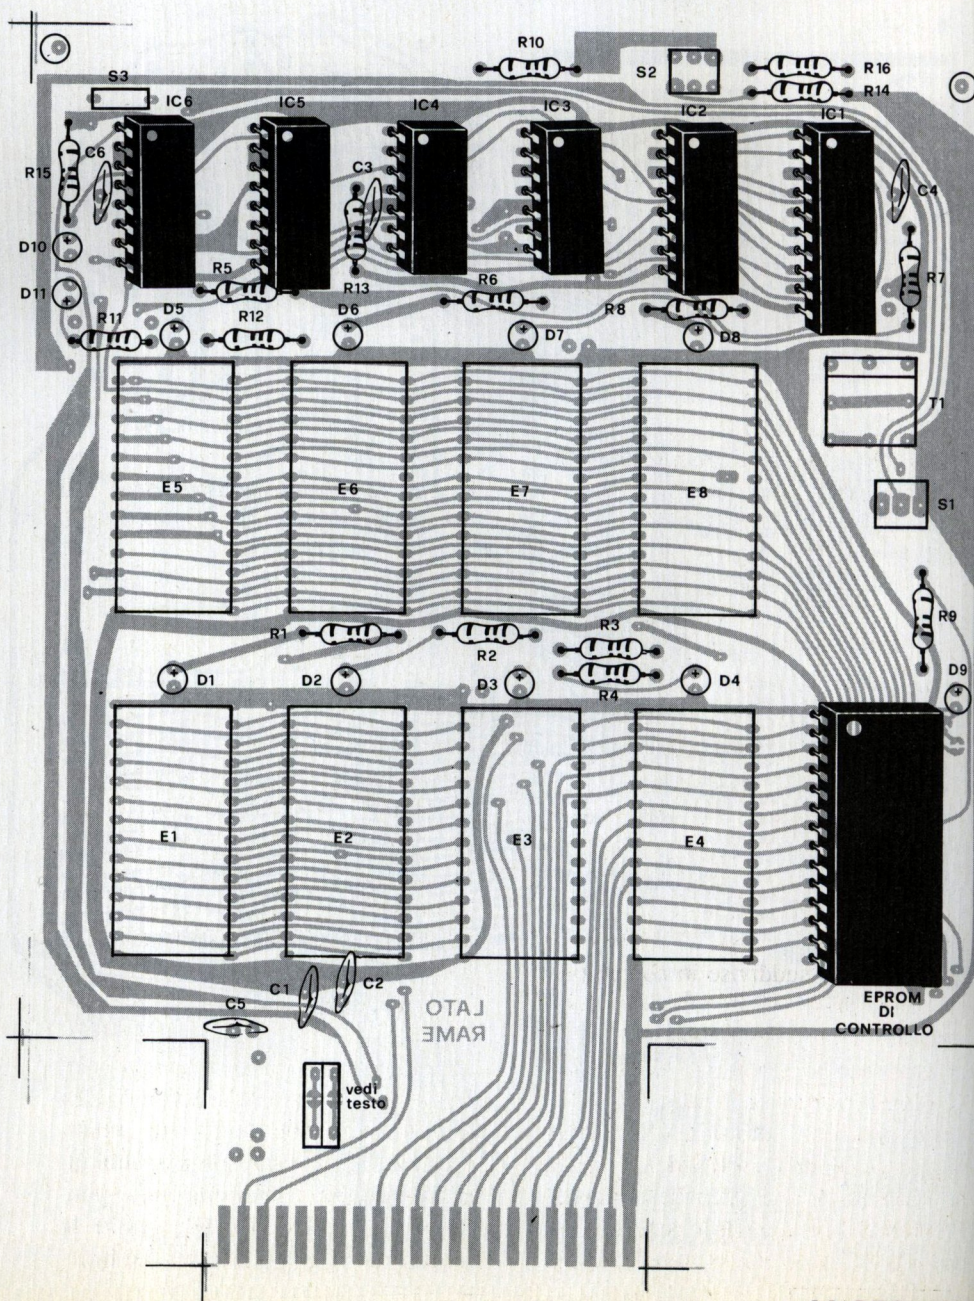 R10
S2
R16
R14
S3
IC6
IC5
IC4
IC3
IC2
IC1
R15
C6
C3
C4
D10
R5
R13
R6
R7
D11
R8
R11
D5
R12
D6
D7
D8
T1
E5
E6
E7
E8
S1
R1
R2
R3
R9
R4
D1
D2
D3
D4
D9
E1
E2
E3
E4
C1
C2
C5
LATO
RAME
EPROM
DI
CONTROLLO
vedi
testo